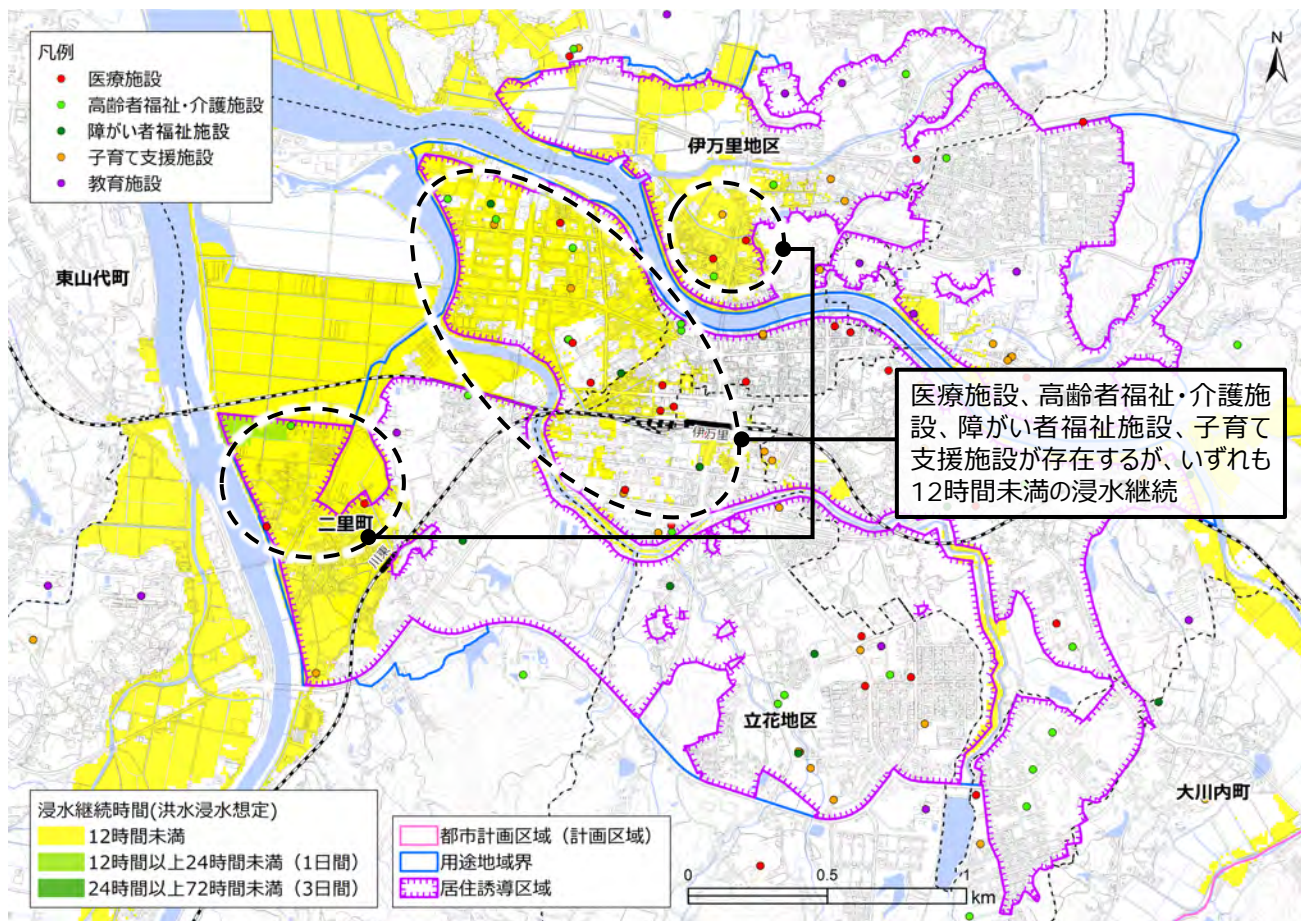 凡例
医療施設
高齢者福祉・介護施設
障がい者福祉施設
子育て支援施設
教育施設
N
伊万里地区
東山代町
医療施設、高齢者福祉・介護施
設、障がい者福祉施設、子育て
支援施設が存在するが、いずれも
12時間未満の浸水継続
伊万里
二里町
川東
立花地区
大川内町
浸水継続時間(洪水浸水想定)
12時間未満
12時間以上24時間未満（1日間）
24時間以上72時間未満（3日間）
都市計画区域（計画区域）
用途地域界
居住誘導区域
0 0.5 1
km